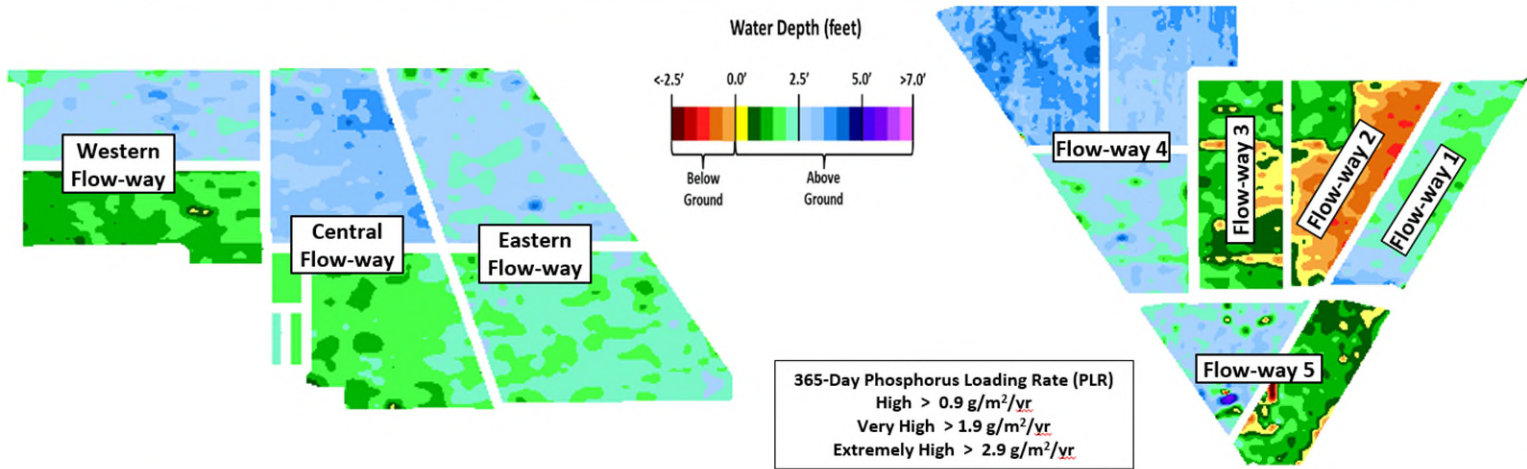 Water Depth (feet)
<-2.5' 0.0' 2.5' 5.0' >7.0'
Below
Ground
Above
Ground
Western
Flow-way
Central
Flow-way
Eastern
Flow-way
Flow-way 4
Flow-way 3
Flow-way 2
Flow-way 1
Flow-way 5
365-Day Phosphorus Loading Rate (PLR)
High > 0.9 g/m²/yr
Very High > 1.9 g/m²/yr
Extremely High > 2.9 g/m²/yr